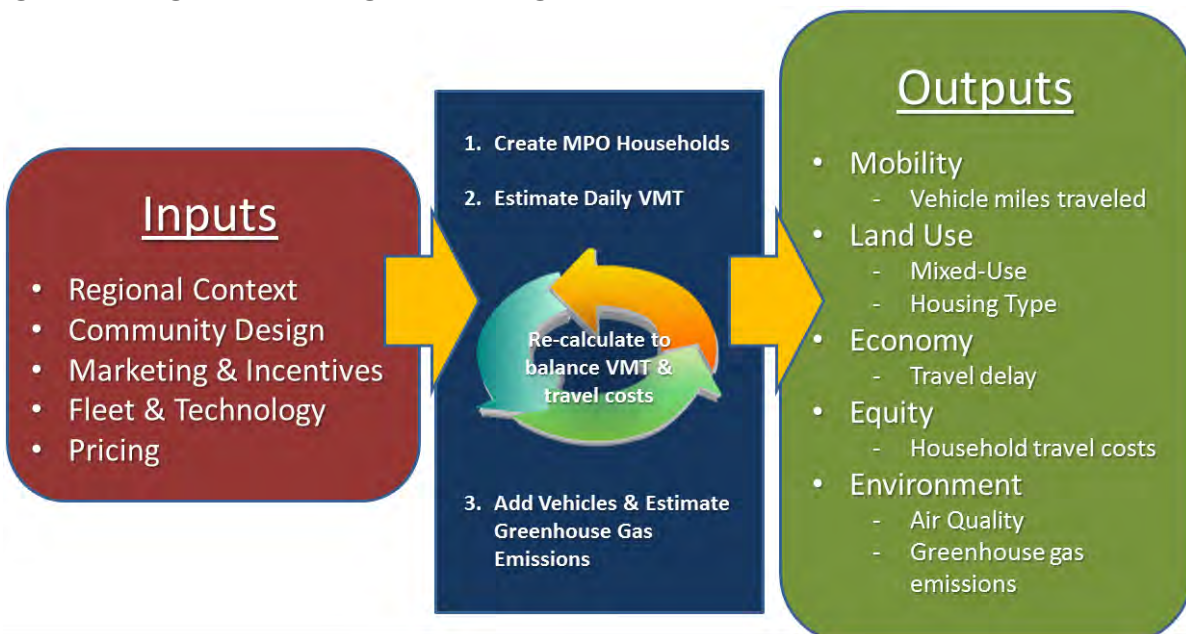 Inputs
• Regional Context
• Community Design
• Marketing & Incentives
• Fleet & Technology
• Pricing
1. Create MPO Households
2. Estimate Daily VMT
Re-calculate to
balance VMT &
travel costs
3. Add Vehicles & Estimate
Greenhouse Gas
Emissions
Outputs
• Mobility
- Vehicle miles traveled
• Land Use
- Mixed-Use
- Housing Type
• Economy
- Travel delay
• Equity
- Household travel costs
• Environment
- Air Quality
- Greenhouse gas
emissions